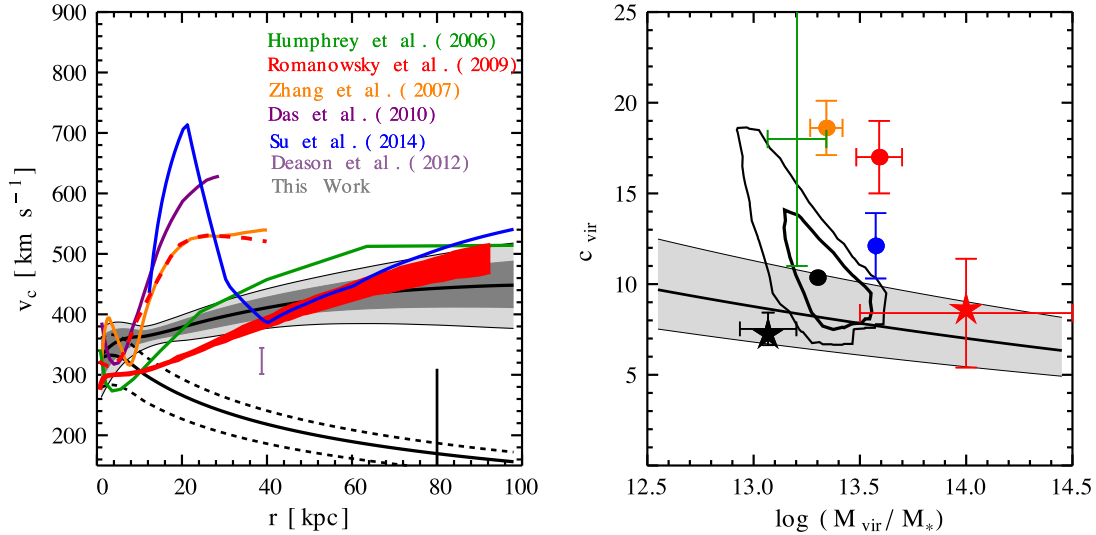 900
800
700
600
500
400
300
200
v_c [ km s^{-1} ]
Humphrey et al . ( 2006)
Romanowsky et al . ( 2009)
Zhang et al . ( 2007)
Das et al . ( 2010)
Su et al . ( 2014)
Deason et al . ( 2012)
This Work
0 20 40 60 80 100
r [ kpc]
25
20
15
10
5
c_{vir}
12.5 13.0 13.5 14.0 14.5
log ( M_{vir} / M_* )